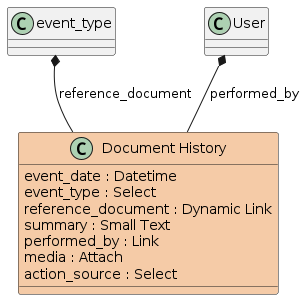 C event_type
C User
reference_document
performed_by
C Document History
event_date : Datetime
event_type : Select
reference_document : Dynamic Link
summary : Small Text
performed_by : Link
media : Attach
action_source : Select